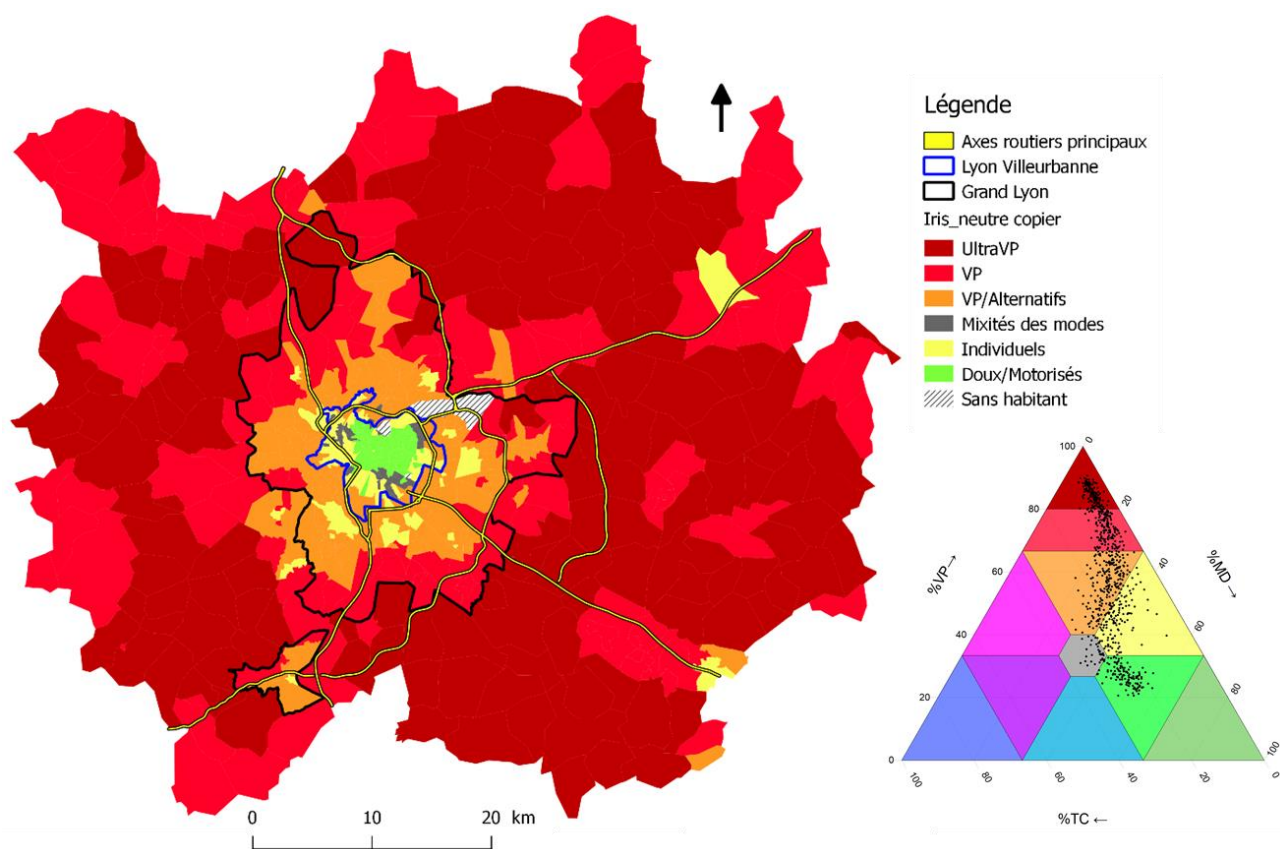 Légende
Axes routiers principaux
Lyon Villeurbanne
Grand Lyon
Iris_neutre copier
UltraVP
VP
VP/Alternatifs
Mixités des modes
Individuels
Doux/Motorisés
Sans habitant
100
0
80
20
%VP→
60
40
%MD→
40
60
20
80
0
100
100
80
60
40
20
0
%TC ←
0
10
20 km